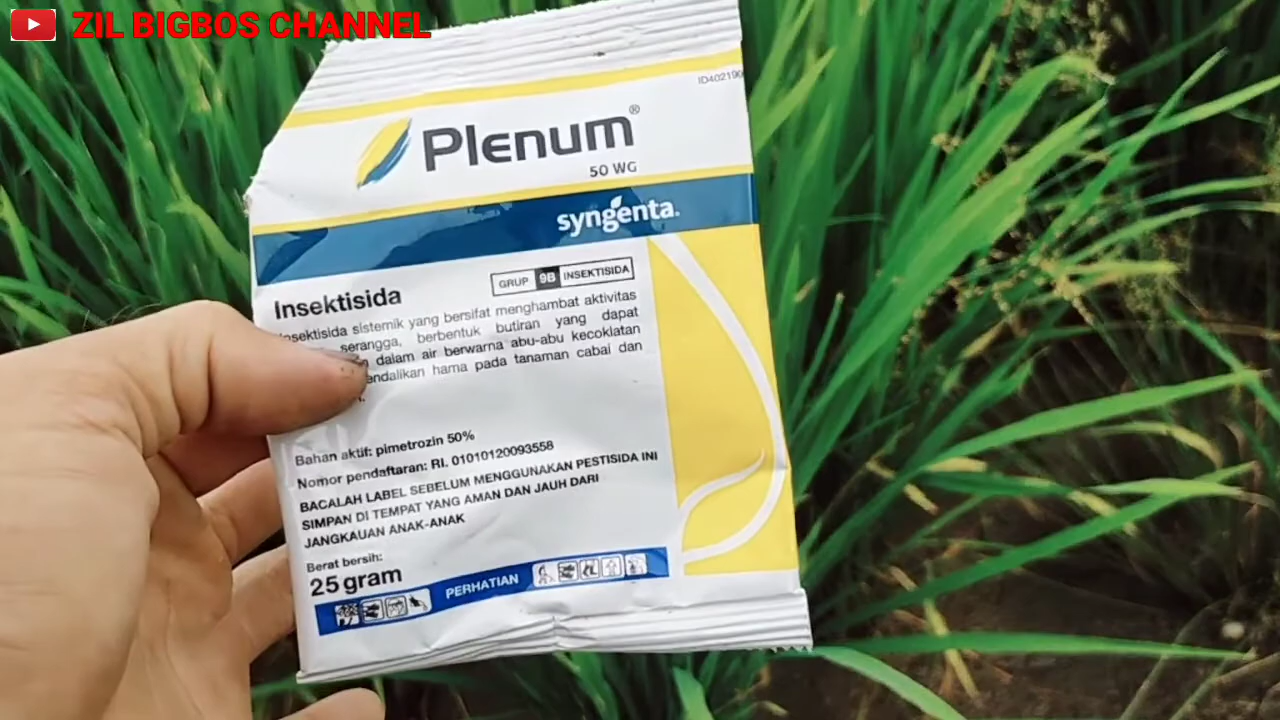 ZIL BIGBOS CHANNEL
ID402190
Plenum®
50 WG
syngenta.
GRUP 9B INSEKTISIDA
Insektisida
sistemik yang bersifat menghambat aktivitas
serangga, berbentuk butiran yang dapat
dalam air berwarna abu-abu kecoklatan
hama pada tanaman cabai dan
Bahan aktif: pimetrozin 50%
Nomor pendaftaran: RI. 01010120093558
BACALAH LABEL SEBELUM MENGGUNAKAN PESTISIDA INI
SIMPAN DI TEMPAT YANG AMAN DAN JAUH DARI
JANGKAUAN ANAK-ANAK
Berat bersih:
25 gram
PERHATIAN